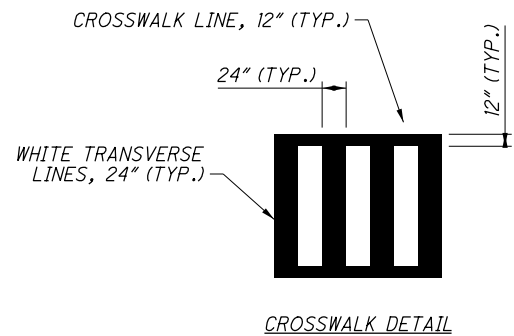 CROSSWALK LINE, 12" (TYP.)
24" (TYP.)
12" (TYP.)
WHITE TRANSVERSE
LINES, 24" (TYP.)
CROSSWALK DETAIL